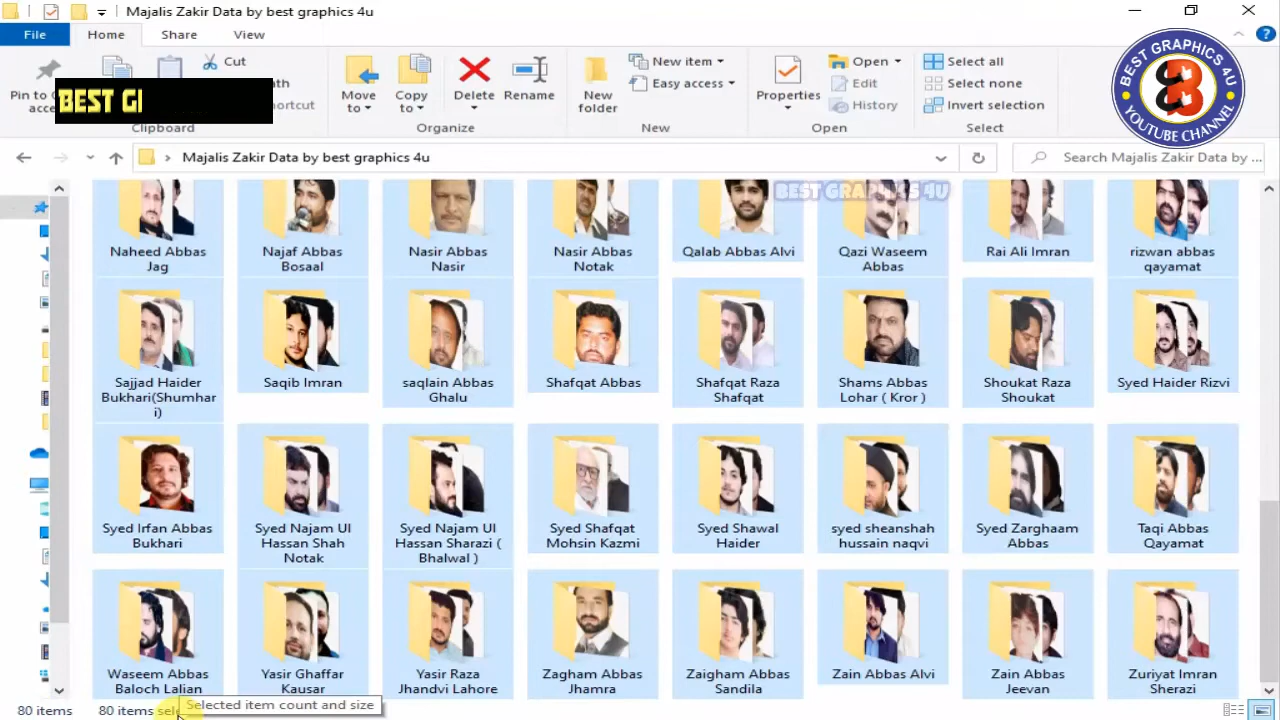 Majalis Zakir Data by best graphics 4u
File
Home
Share
View
Cut
New item
Open
Select all
Easy access
Edit
Select none
History
Invert selection
Pin to
Move to
Copy to
Delete
Rename
New folder
Properties
BEST GI
Clipboard
Organize
New
Open
Select
BEST GRAPHICS 4U
YOUTUBE CHANNEL
Majalis Zakir Data by best graphics 4u
Search Majalis Zakir Data by ...
BEST GRAPHICS 4U
Naheed Abbas Jag
Najaf Abbas Bosaal
Nasir Abbas Nasir
Nasir Abbas Notak
Qalab Abbas Alvi
Qazi Waseem Abbas
Rai Ali Imran
rizwan abbas qayamat
Sajjad Haider Bukhari(Shumhari)
Saqib Imran
saqlain Abbas Ghalu
Shafqat Abbas
Shafqat Raza Shafqat
Shams Abbas Lohar ( Kror )
Shoukat Raza Shoukat
Syed Haider Rizvi
Syed Irfan Abbas Bukhari
Syed Najam Ul Hassan Shah Notak
Syed Najam Ul Hassan Sharazi ( Bhalwal )
Syed Shafqat Mohsin Kazmi
Syed Shawal Haider
syed sheanshah hussain naqvi
Syed Zarghaam Abbas
Taqi Abbas Qayamat
Waseem Abbas Baloch Lalian
Yasir Ghaffar Kausar
Yasir Raza Jhandvi Lahore
Zagham Abbas Jhamra
Zaigham Abbas Sandila
Zain Abbas Alvi
Zain Abbas Jeevan
Zuriyat Imran Sherazi
Selected item count and size
80 items
80 items sele